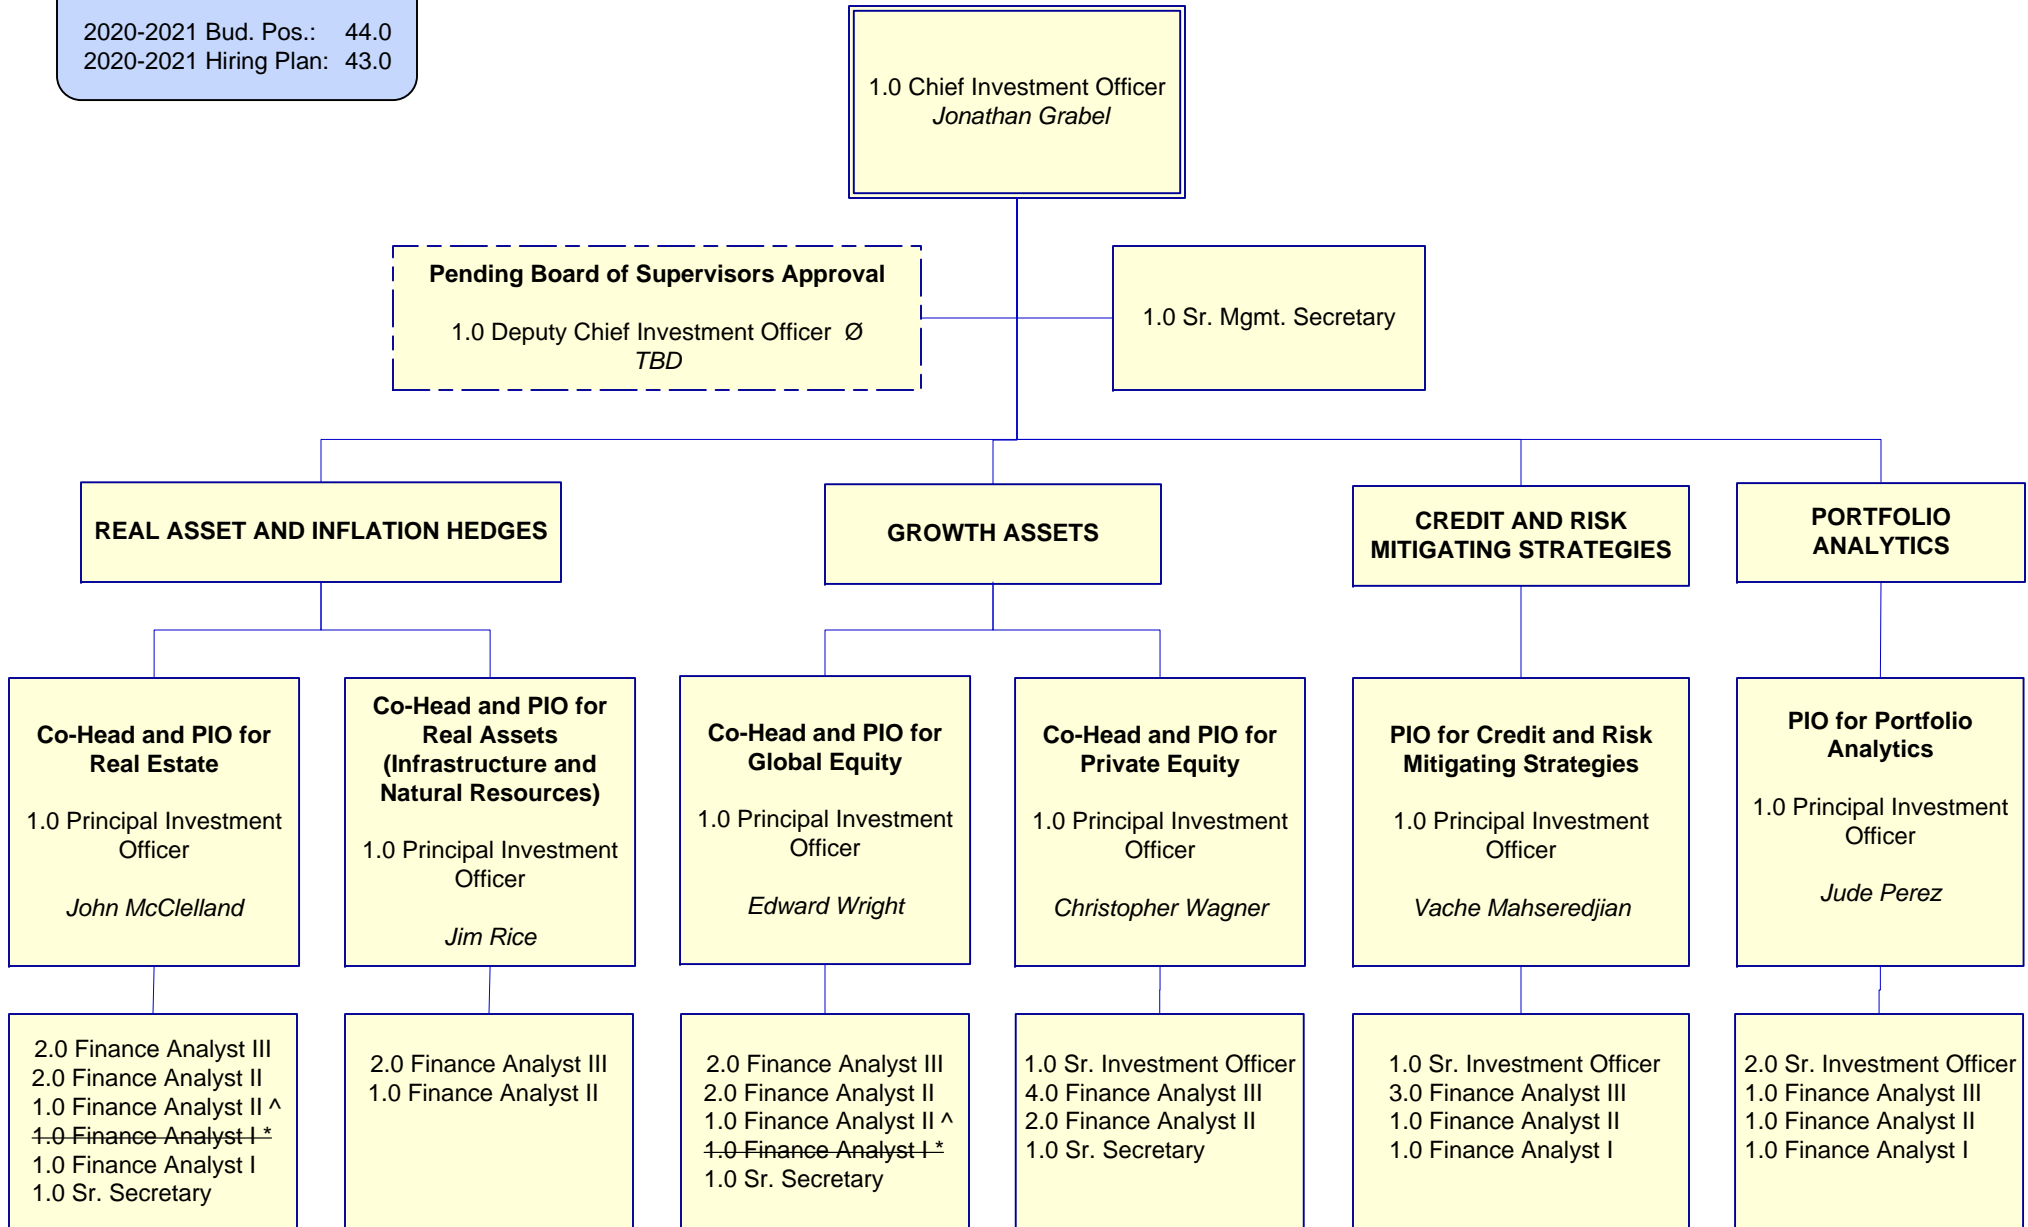 2020-2021 Bud. Pos.: 44.0
2020-2021 Hiring Plan: 43.0
1.0 Chief Investment Officer
Jonathan Grabel
Pending Board of Supervisors Approval
1.0 Deputy Chief Investment Officer Ø
TBD
1.0 Sr. Mgmt. Secretary
REAL ASSET AND INFLATION HEDGES
GROWTH ASSETS
CREDIT AND RISK
MITIGATING STRATEGIES
PORTFOLIO
ANALYTICS
Co-Head and PIO for
Real Estate
1.0 Principal Investment
Officer
John McClelland
Co-Head and PIO for
Real Assets
(Infrastructure and
Natural Resources)
1.0 Principal Investment
Officer
Jim Rice
Co-Head and PIO for
Global Equity
1.0 Principal Investment
Officer
Edward Wright
Co-Head and PIO for
Private Equity
1.0 Principal Investment
Officer
Christopher Wagner
PIO for Credit and Risk
Mitigating Strategies
1.0 Principal Investment
Officer
Vache Mahseredjian
PIO for Portfolio
Analytics
1.0 Principal Investment
Officer
Jude Perez
2.0 Finance Analyst III
2.0 Finance Analyst II
1.0 Finance Analyst II ^
1.0 Finance Analyst I *
1.0 Finance Analyst I
1.0 Sr. Secretary
2.0 Finance Analyst III
1.0 Finance Analyst II
2.0 Finance Analyst III
2.0 Finance Analyst II
1.0 Finance Analyst II ^
1.0 Finance Analyst I *
1.0 Sr. Secretary
1.0 Sr. Investment Officer
4.0 Finance Analyst III
2.0 Finance Analyst II
1.0 Sr. Secretary
1.0 Sr. Investment Officer
3.0 Finance Analyst III
1.0 Finance Analyst II
1.0 Finance Analyst I
2.0 Sr. Investment Officer
1.0 Finance Analyst III
1.0 Finance Analyst II
1.0 Finance Analyst I